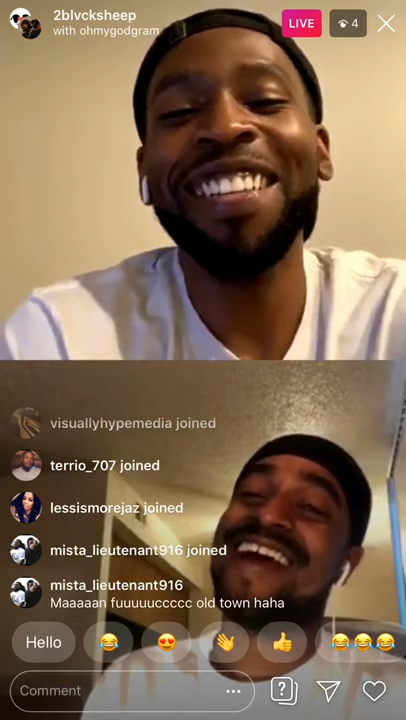 2blvcksheep
with ohmygodgram
LIVE
4
visuallyhypemedia joined
terrio_707 joined
lessismorejaz joined
mista_lieutenant916 joined
mista_lieutenant916
Maaaaan fuuuuuccccc old town haha
Hello
Comment